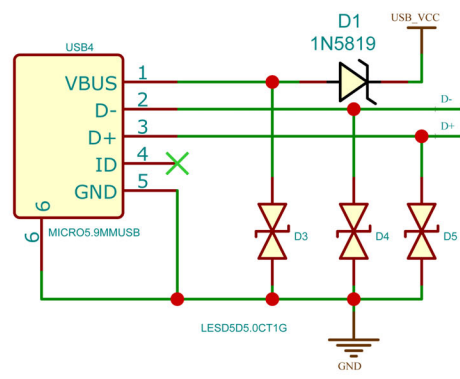 USB4
D1
1N5819
USB_VCC
VBUS 1
D- 2
D+ 3
ID 4
GND 5
D-
D+
6
6
MICRO5.9MMUSB
D3
D4
D5
LESD5D5.0CT1G
GND